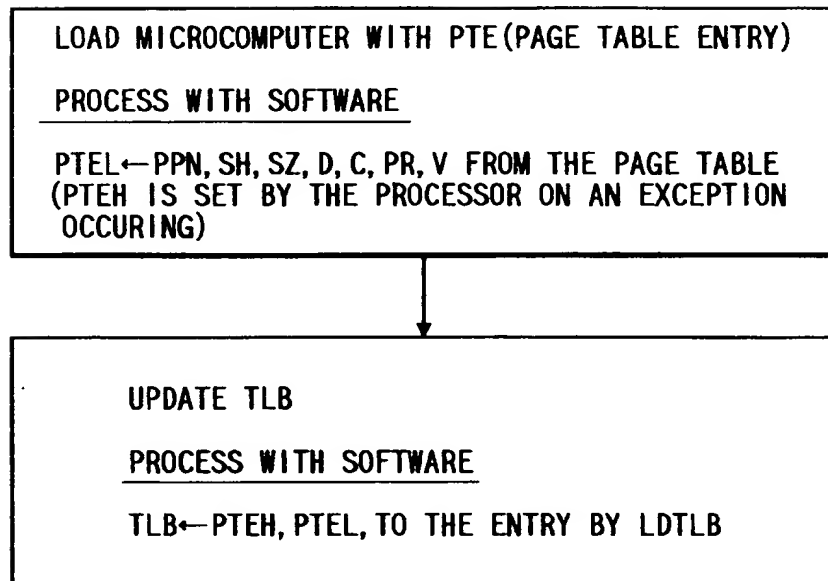 LOAD MICROCOMPUTER WITH PTE(PAGE TABLE ENTRY)
PROCESS WITH SOFTWARE
PTEL←PPN, SH, SZ, D, C, PR, V FROM THE PAGE TABLE
(PTEH IS SET BY THE PROCESSOR ON AN EXCEPTION
OCCURING)
UPDATE TLB
PROCESS WITH SOFTWARE
TLB←PTEH, PTEL, TO THE ENTRY BY LDTLB